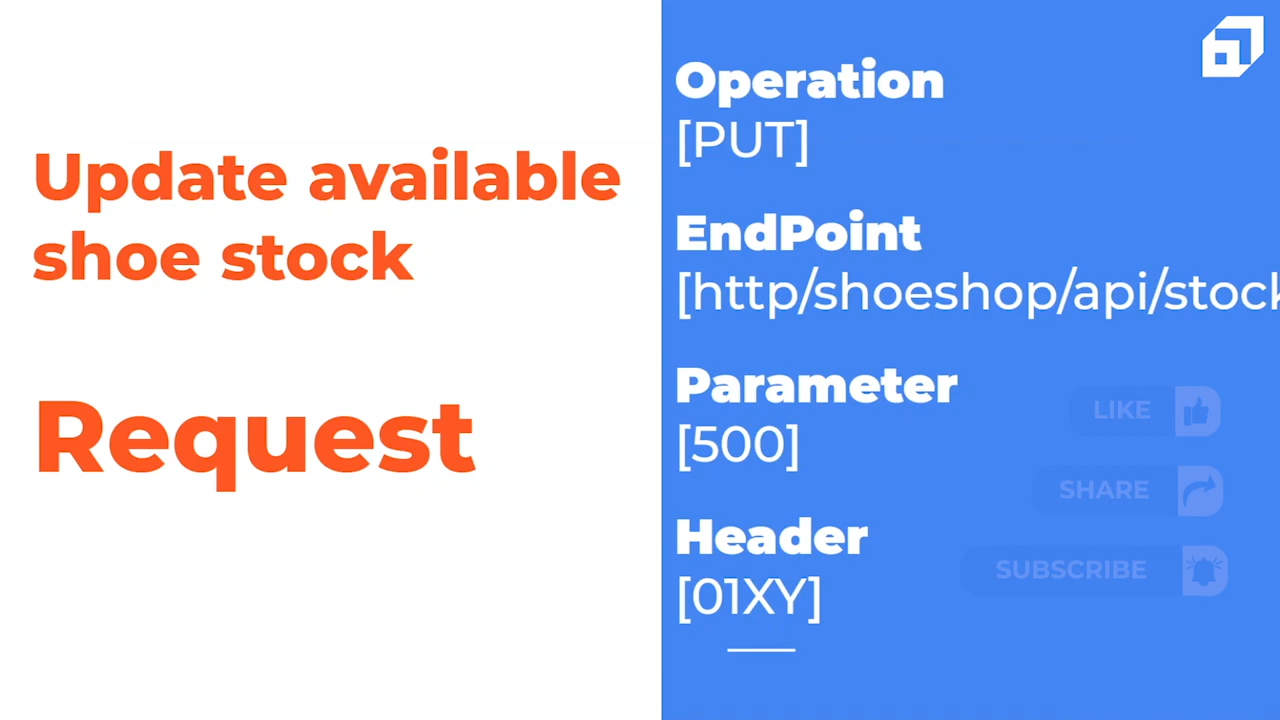 Update available
shoe stock
Request
Operation
[PUT]
EndPoint
[http/shoeshop/api/stock
Parameter
[500]
Header
[01XY]
LIKE
SHARE
SUBSCRIBE